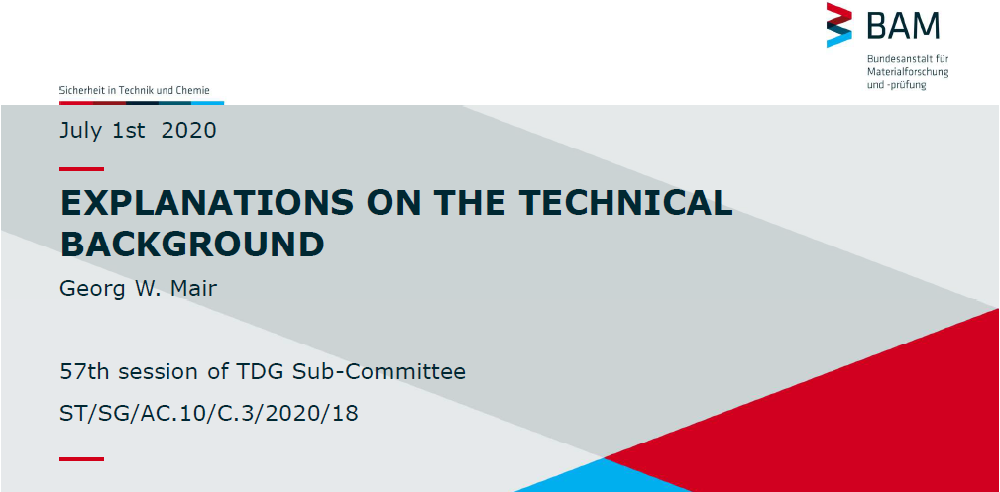 BAM
Bundesanstalt für
Materialforschung
und -prüfung
Sicherheit in Technik und Chemie
July 1st 2020
EXPLANATIONS ON THE TECHNICAL
BACKGROUND
Georg W. Mair
57th session of TDG Sub-Committee
ST/SG/AC.10/C.3/2020/18